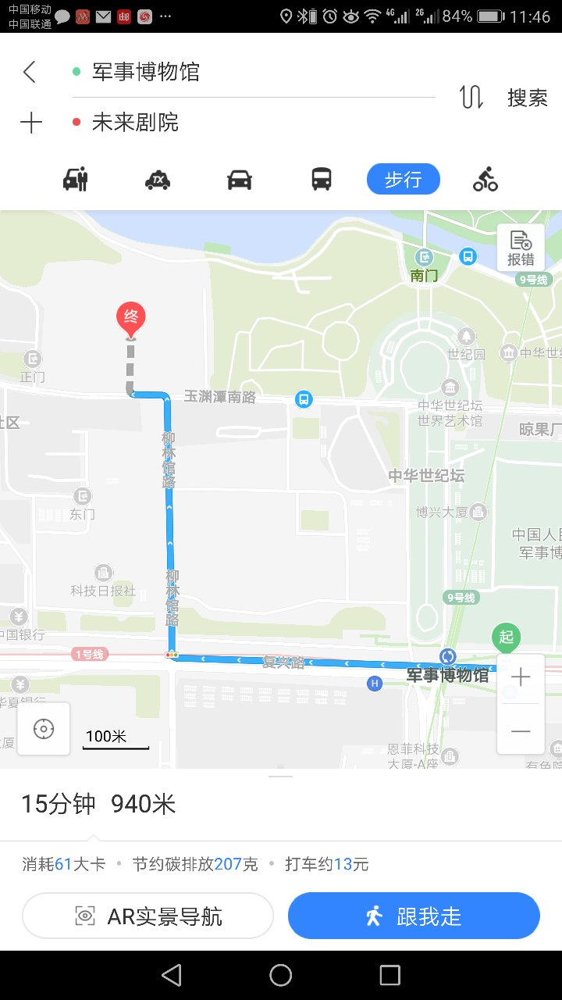 中国移动
中国联通
4G
2G
84%
11:46
军事博物馆
搜索
未来剧院
TX
步行
报错
南门
9号线
终
世纪园
中华世纪
正门
玉渊潭南路
中华世纪坛
世界艺术馆
社区
晾果厂
柳林馆路
中华世纪坛
东门
博兴大厦
中国人民
军事博
柳林馆路
科技日报社
9号线
中国银行
起
1号线
复兴路
军事博物馆
H
华夏银行
大厦
100米
恩菲科技
大厦-A座
有色院
15分钟 940米
消耗61大卡 • 节约碳排放207克 • 打车约13元
AR实景导航
跟我走